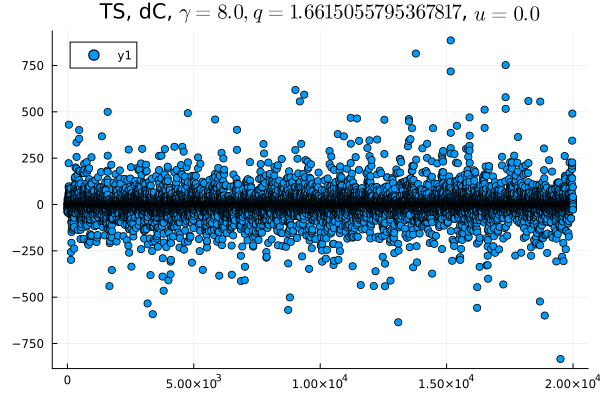 TS, dC, γ = 8.0, q = 1.6615055795367817, u = 0.0
y1
750
500
250
0
−250
−500
−750
0 5.00×10³ 1.00×10⁴ 1.50×10⁴ 2.00×10⁴